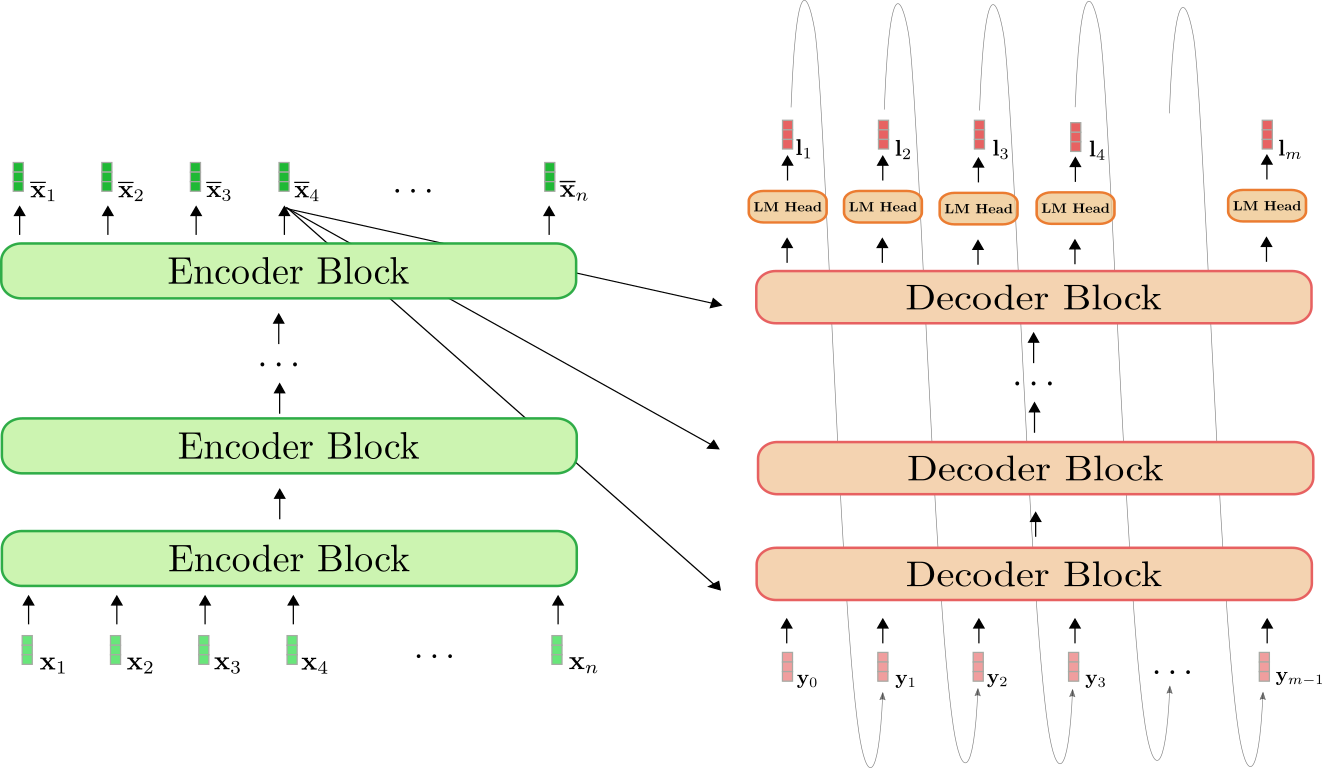 x̄₁ x̄₂ x̄₃ x̄₄ ... x̄ₙ
Encoder Block
...
Encoder Block
Encoder Block
x₁ x₂ x₃ x₄ ... xₙ
l₁ l₂ l₃ l₄ lₘ
LM Head LM Head LM Head LM Head LM Head
Decoder Block
...
Decoder Block
Decoder Block
y₀ y₁ y₂ y₃ ... yₘ₋₁